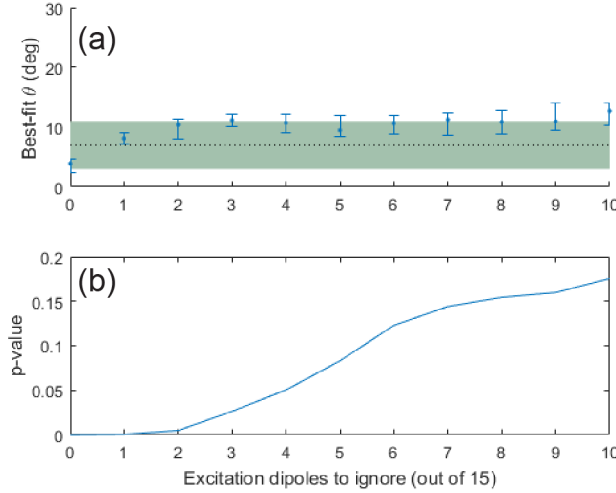 (a)
Best-fit θ (deg)
30
20
10
0
0 1 2 3 4 5 6 7 8 9 10
(b)
p-value
0.2
0.15
0.1
0.05
0
0 1 2 3 4 5 6 7 8 9 10
Excitation dipoles to ignore (out of 15)